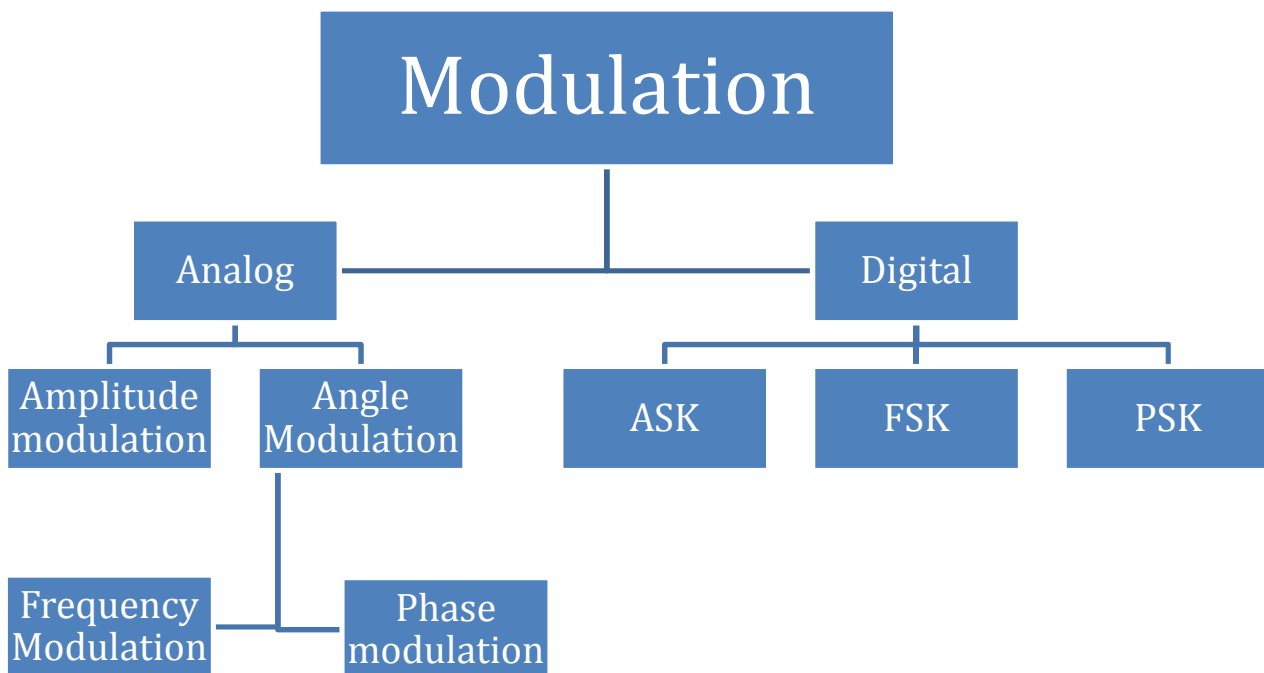 Modulation
Analog
Digital
Amplitude
modulation
Angle
Modulation
ASK
FSK
PSK
Frequency
Modulation
Phase
modulation